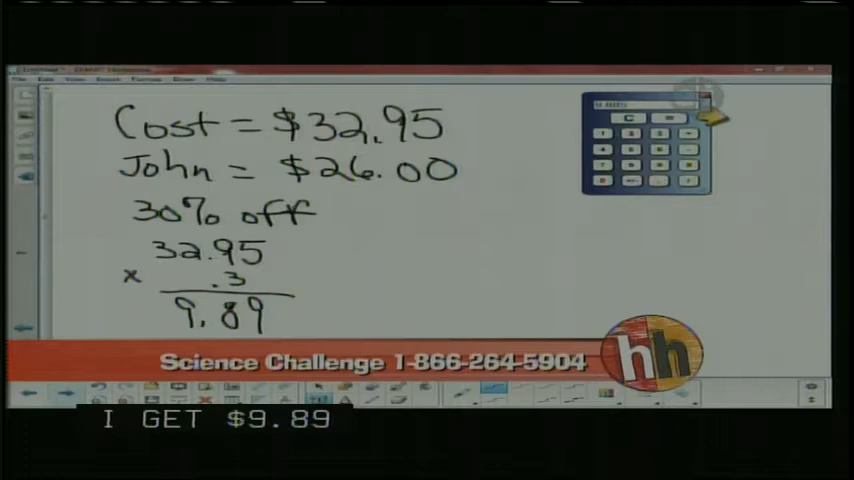 Cost = $32.95
John = $26.00
30% off
32.95
x .3
9.89
Science Challenge 1-866-264-5904
hh
I GET $9.89